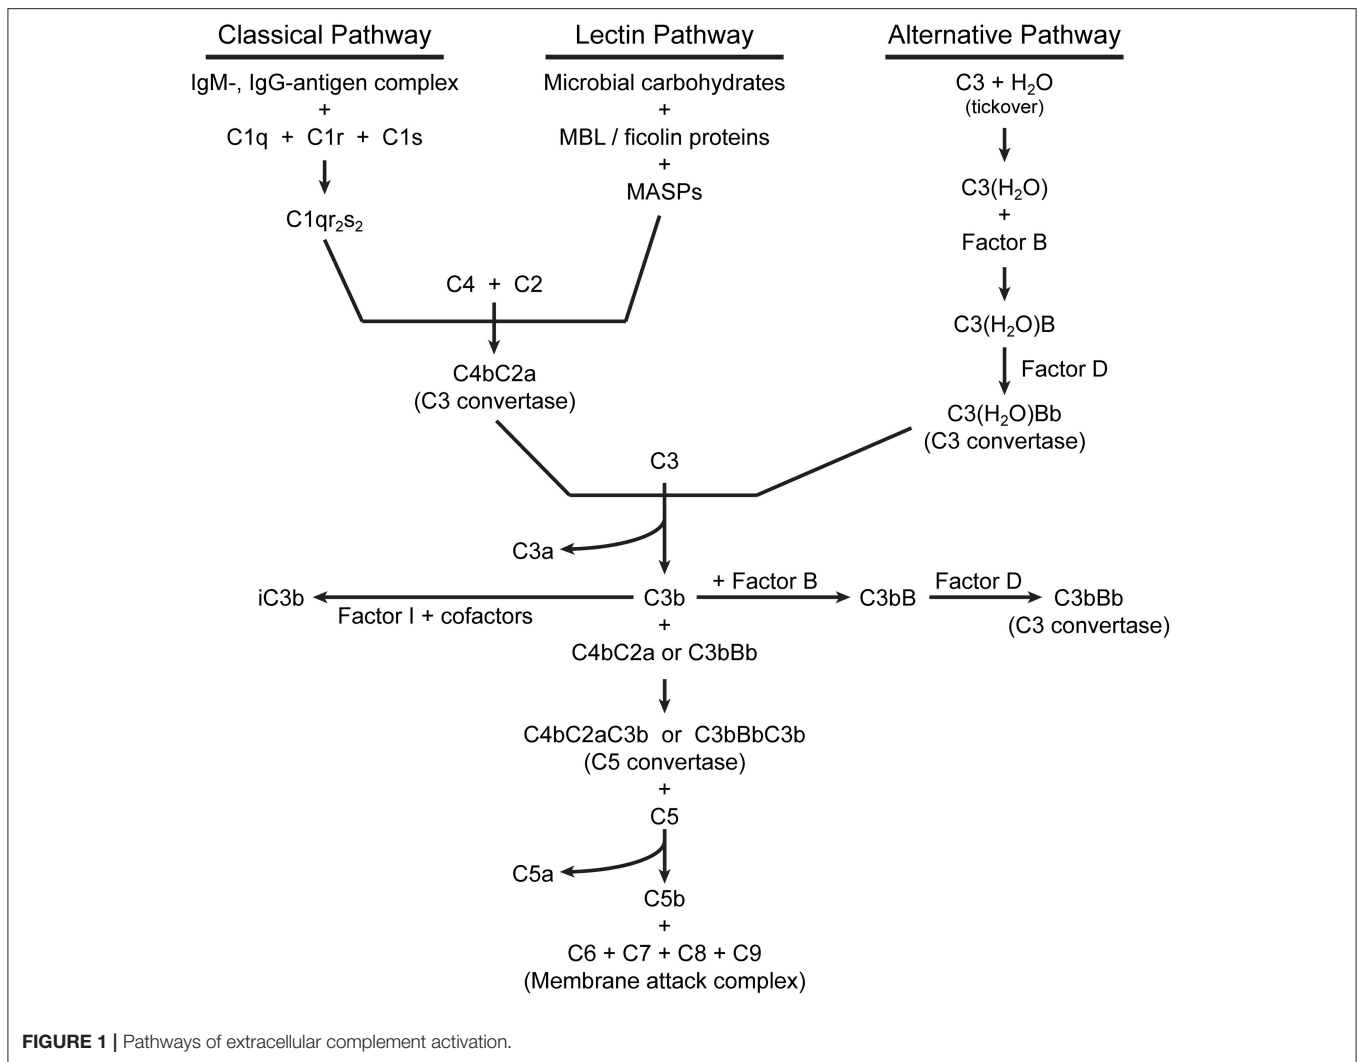 Classical Pathway
IgM-, IgG-antigen complex
+
C1q + C1r + C1s
C1qr₂s₂
Lectin Pathway
Microbial carbohydrates
+
MBL / ficolin proteins
+
MASPs
Alternative Pathway
C3 + H₂O
(tickover)
C3(H₂O)
+
Factor B
C3(H₂O)B
Factor D
C3(H₂O)Bb
(C3 convertase)
C4 + C2
C4bC2a
(C3 convertase)
C3
C3a
iC3b
Factor I + cofactors
C3b
+ Factor B
C3bB
Factor D
C3bBb
(C3 convertase)
+
C4bC2a or C3bBb
C4bC2aC3b or C3bBbC3b
(C5 convertase)
+
C5
C5a
C5b
+
C6 + C7 + C8 + C9
(Membrane attack complex)
FIGURE 1 | Pathways of extracellular complement activation.